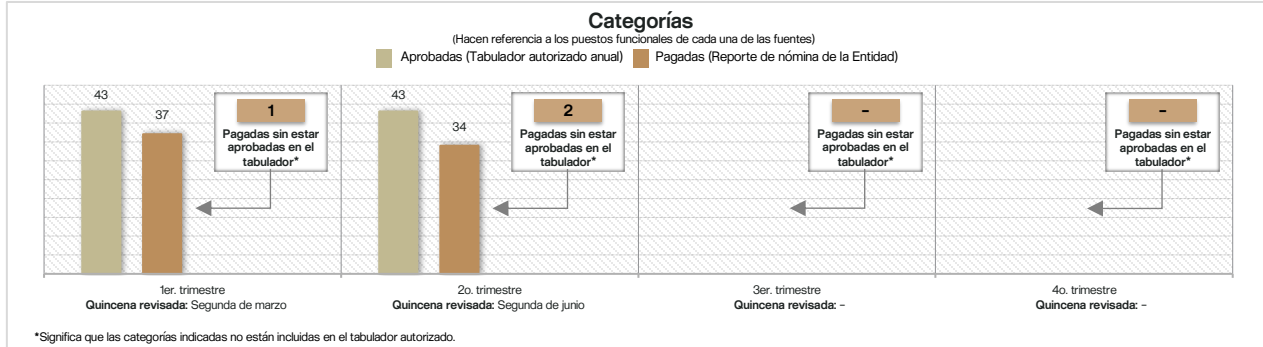 Categorías
(Hacen referencia a los puestos funcionales de cada una de las fuentes)
Aprobadas (Tabulador autorizado anual) Pagadas (Reporte de nómina de la Entidad)
43
37
1
Pagadas sin estar
aprobadas en el
tabulador*
43
34
2
Pagadas sin estar
aprobadas en el
tabulador*
–
Pagadas sin estar
aprobadas en el
tabulador*
–
Pagadas sin estar
aprobadas en el
tabulador*
1er. trimestre
Quincena revisada: Segunda de marzo
2o. trimestre
Quincena revisada: Segunda de junio
3er. trimestre
Quincena revisada: –
4o. trimestre
Quincena revisada: –
*Significa que las categorías indicadas no están incluidas en el tabulador autorizado.